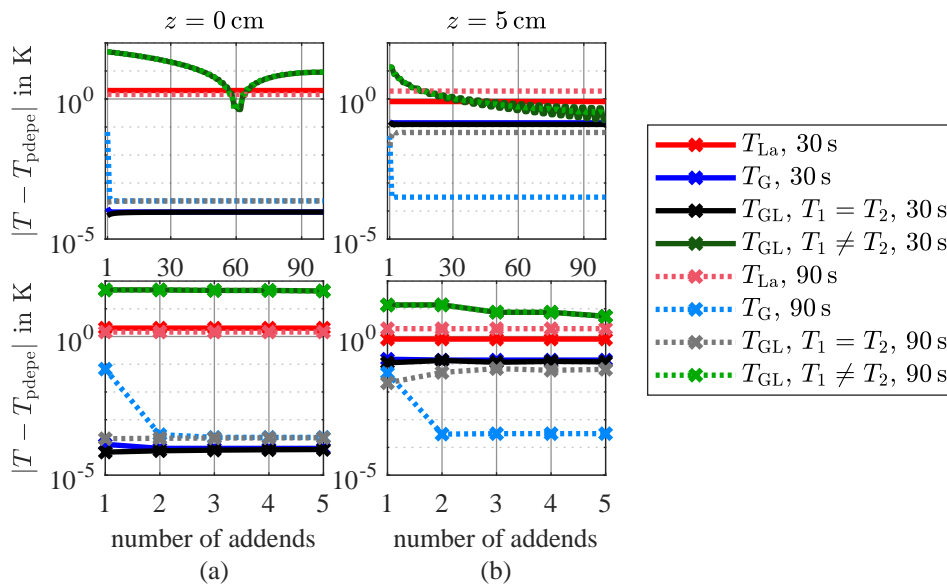 z = 0 cm
z = 5 cm
|T − T_pdepe| in K
10^0
10^-5
1 30 60 90
10^0
10^-5
1 30 60 90
|T − T_pdepe| in K
10^0
10^-5
1 2 3 4 5
number of addends
(a)
10^0
10^-5
1 2 3 4 5
number of addends
(b)
T_La, 30 s
T_G, 30 s
T_GL, T_1 = T_2, 30 s
T_GL, T_1 ≠ T_2, 30 s
T_La, 90 s
T_G, 90 s
T_GL, T_1 = T_2, 90 s
T_GL, T_1 ≠ T_2, 90 s